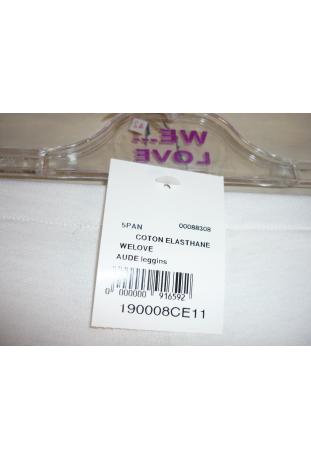 WE
LOVE
5PAN 00088308
COTON ELASTHANE
WELOVE
AUDE leggins
0 000000 916592
190008CE11